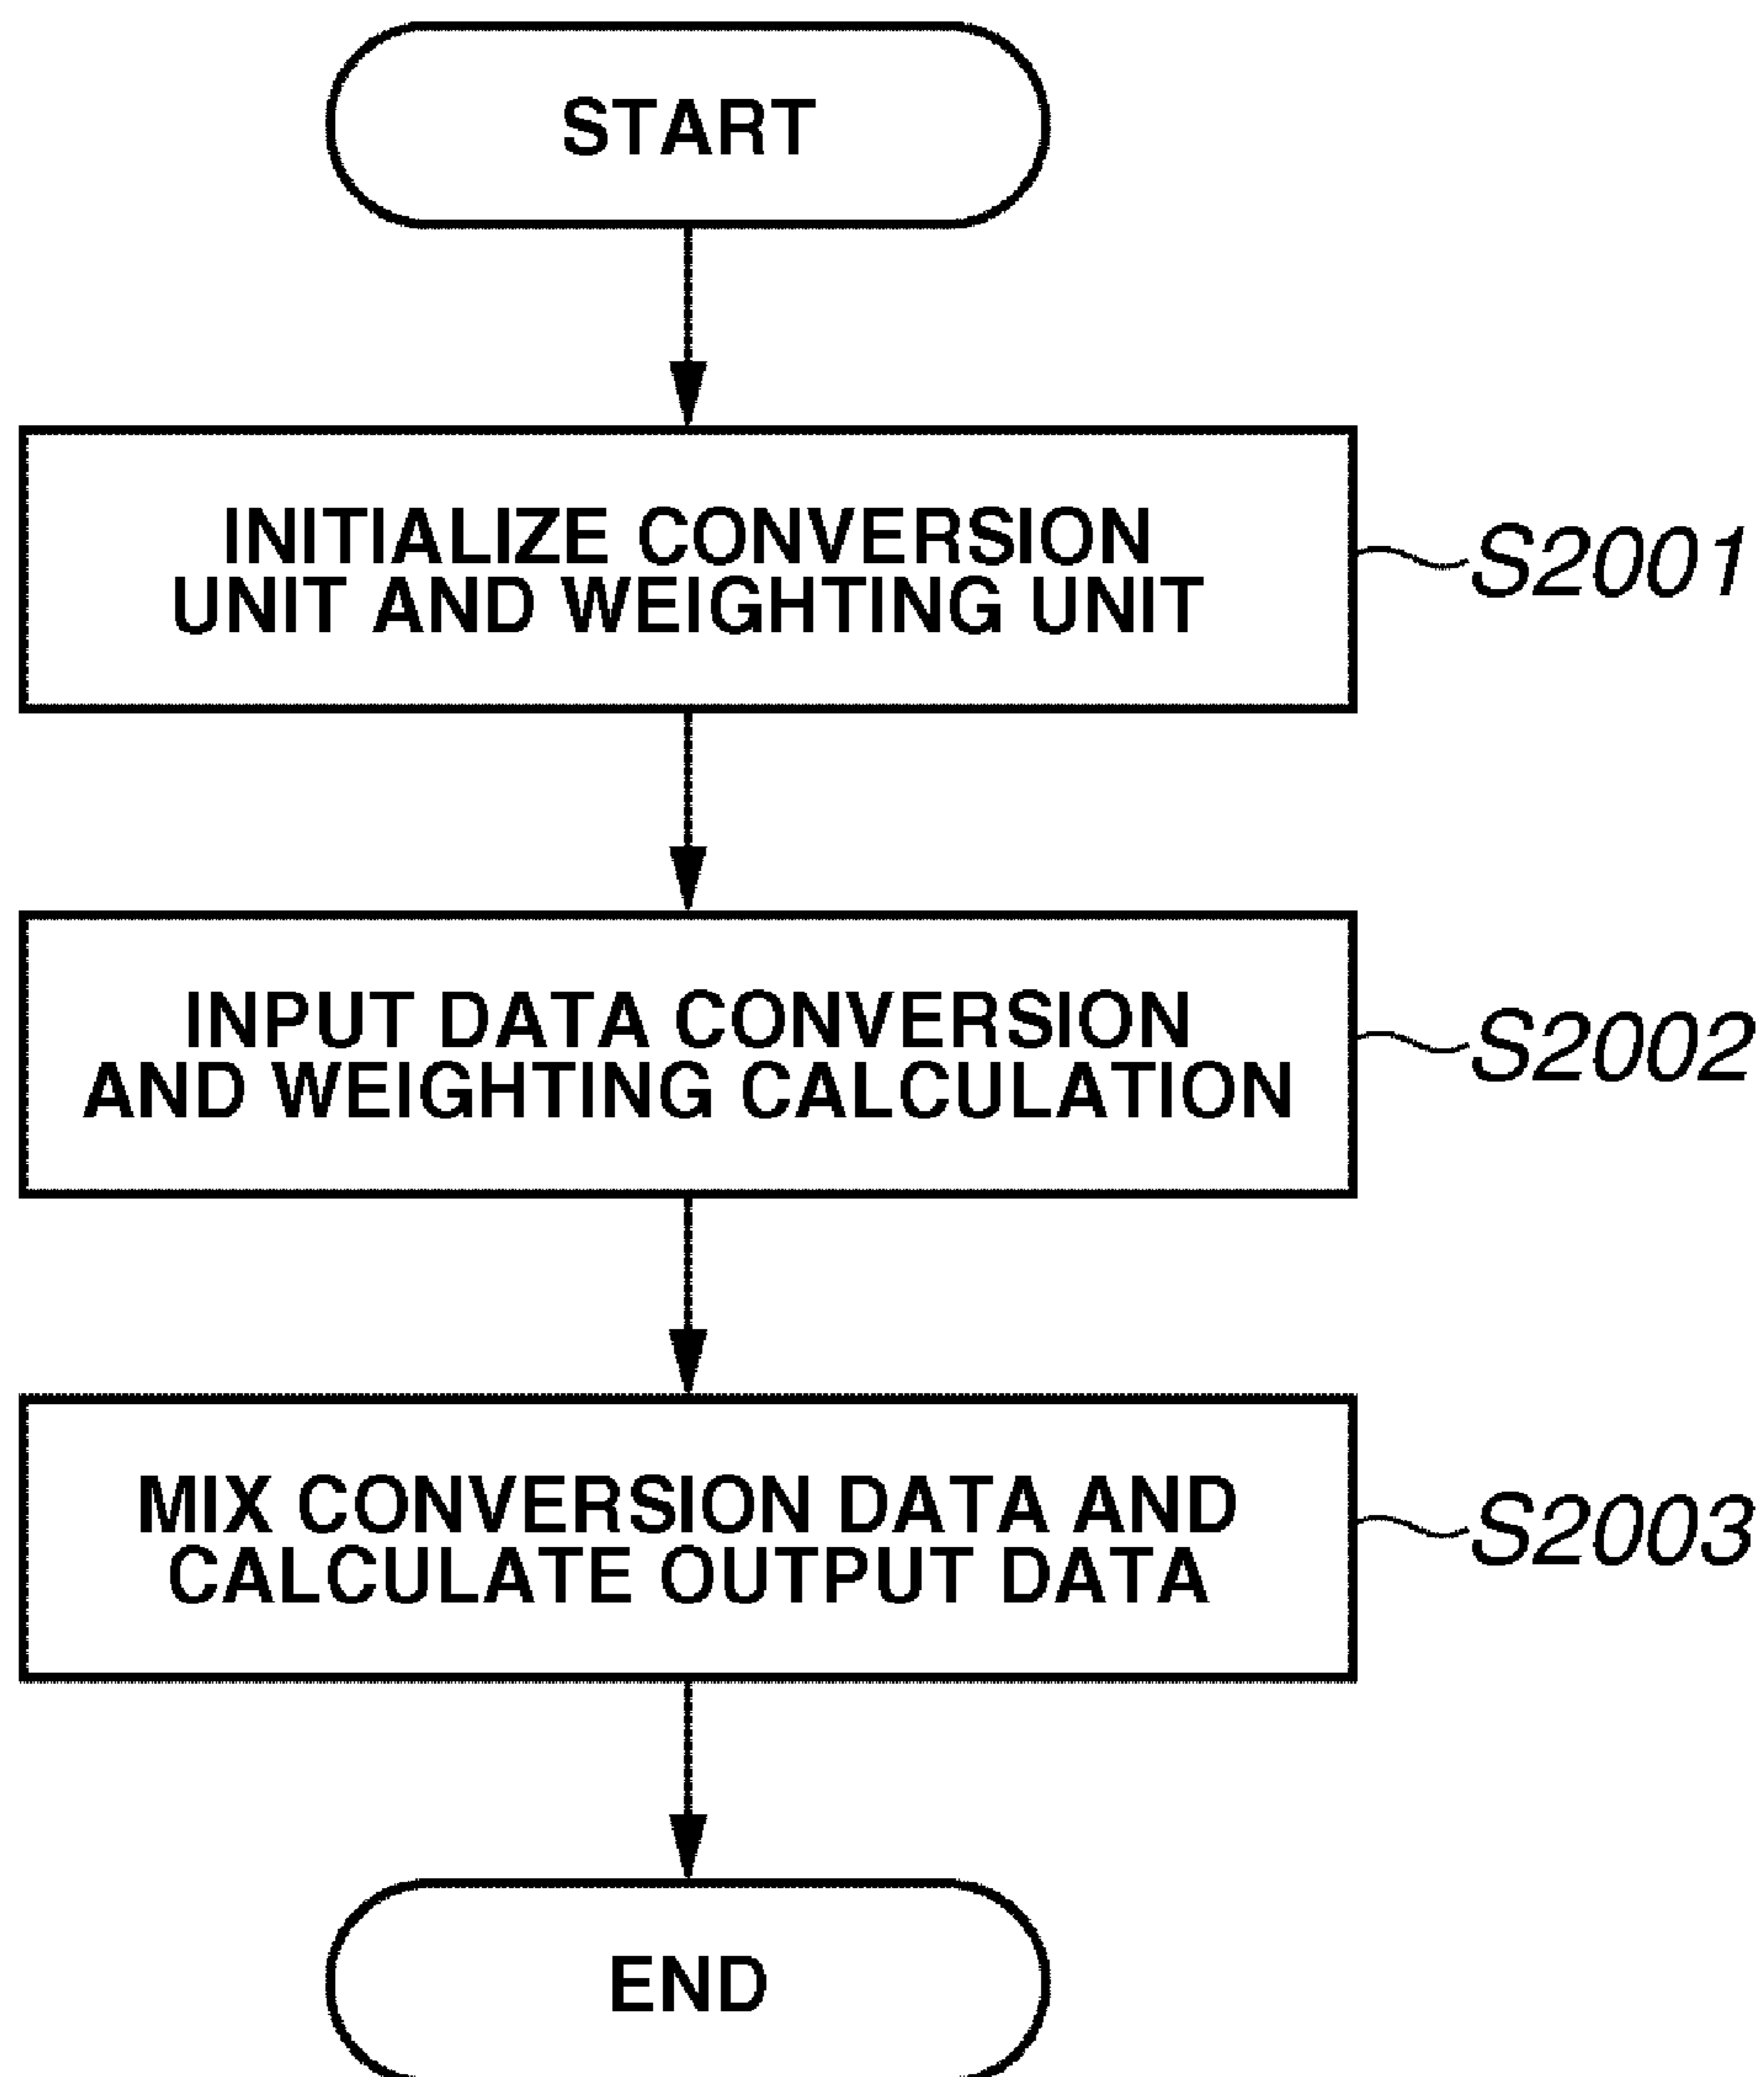 START
INITIALIZE CONVERSION
UNIT AND WEIGHTING UNIT
S2001
INPUT DATA CONVERSION
AND WEIGHTING CALCULATION
S2002
MIX CONVERSION DATA AND
CALCULATE OUTPUT DATA
S2003
END